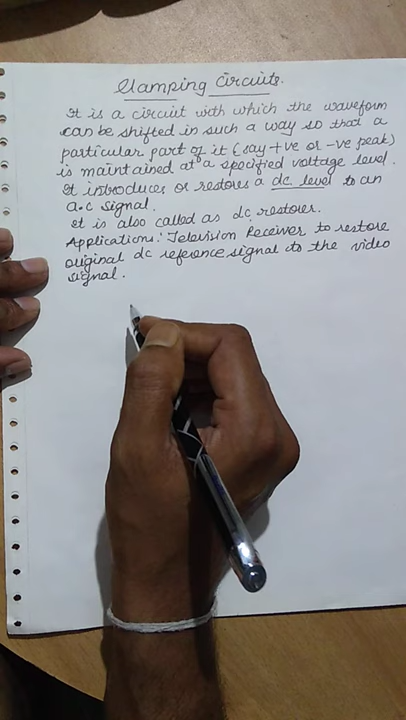 Clamping Circuits.
It is a circuit with which the waveform
can be shifted in such a way so that a
particular part of it (say +ve or -ve peak)
is maintained at a specified voltage level.
It introduces or restores a dc level to an
a.c signal.
It is also called as dc restorer.
Applications: Television Receiver to restore
original dc reference signal to the video
signal.